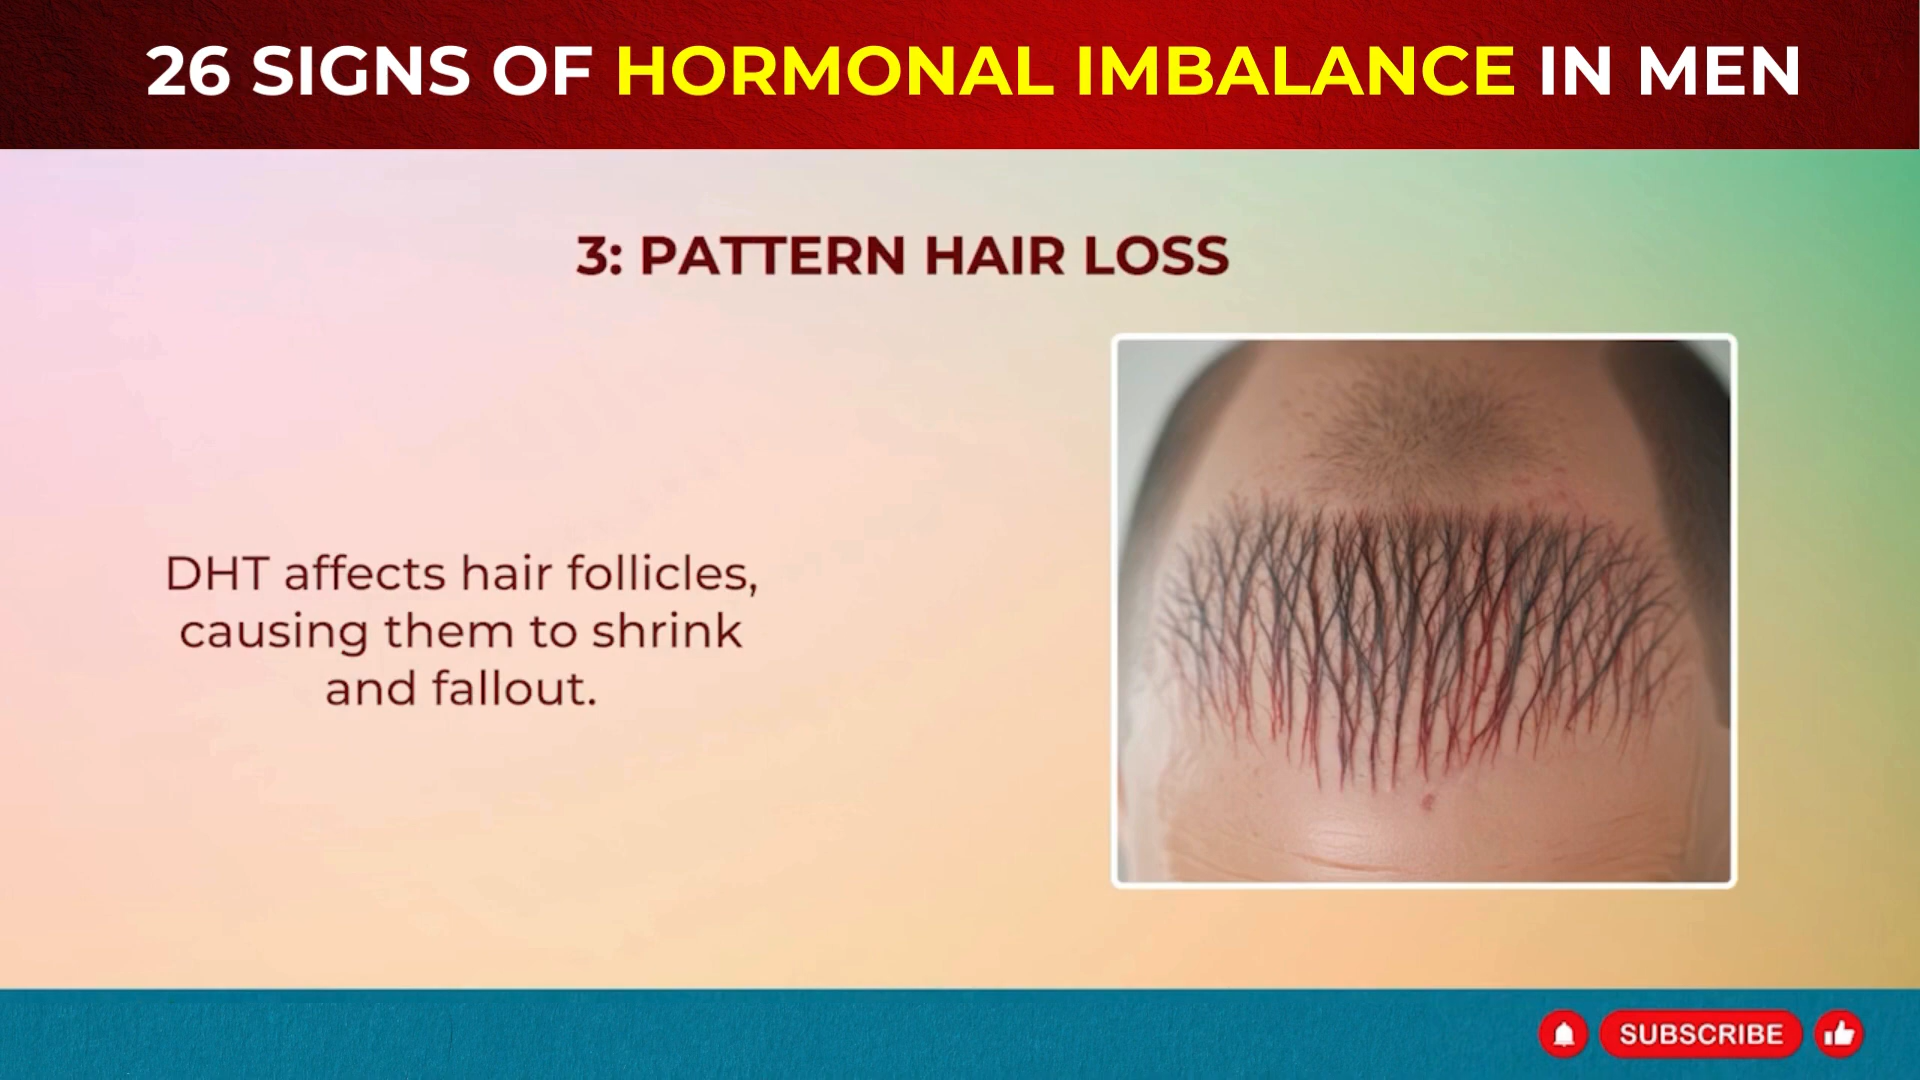 26 SIGNS OF HORMONAL IMBALANCE IN MEN
3: PATTERN HAIR LOSS
DHT affects hair follicles,
causing them to shrink
and fallout.
SUBSCRIBE